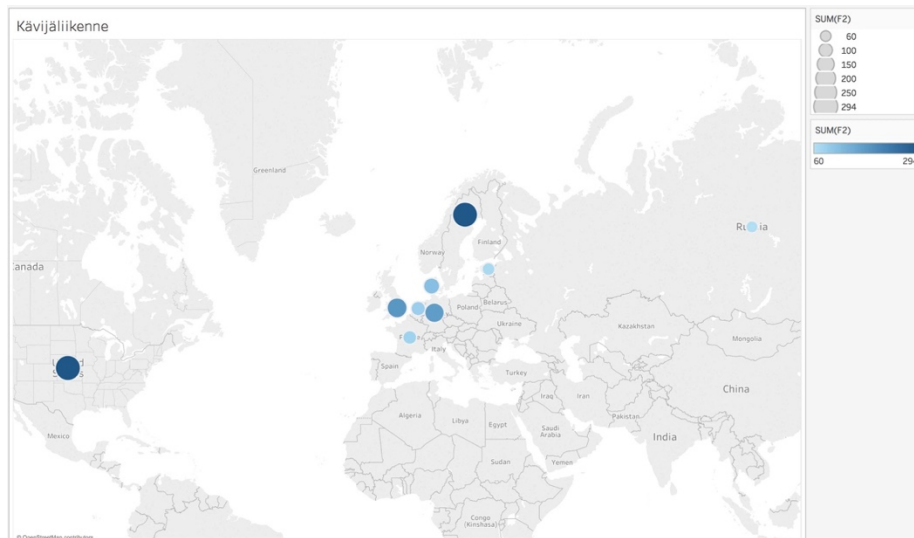 Kävijäliikenne
SUM(F2)
60
100
150
200
250
294
SUM(F2)
60
Greenland
Norway
Finland
Canada
Poland
Belarus
Ukraine
Kazakhstan
Mongolia
Italy
Spain
Turkey
China
Iraq
Iran
Pakistan
Algeria
Libya
Egypt
Saudi
Arabia
India
Mexico
Sudan
Yemen
Congo
(Kinshasa)
© OpenStreetMap contributors